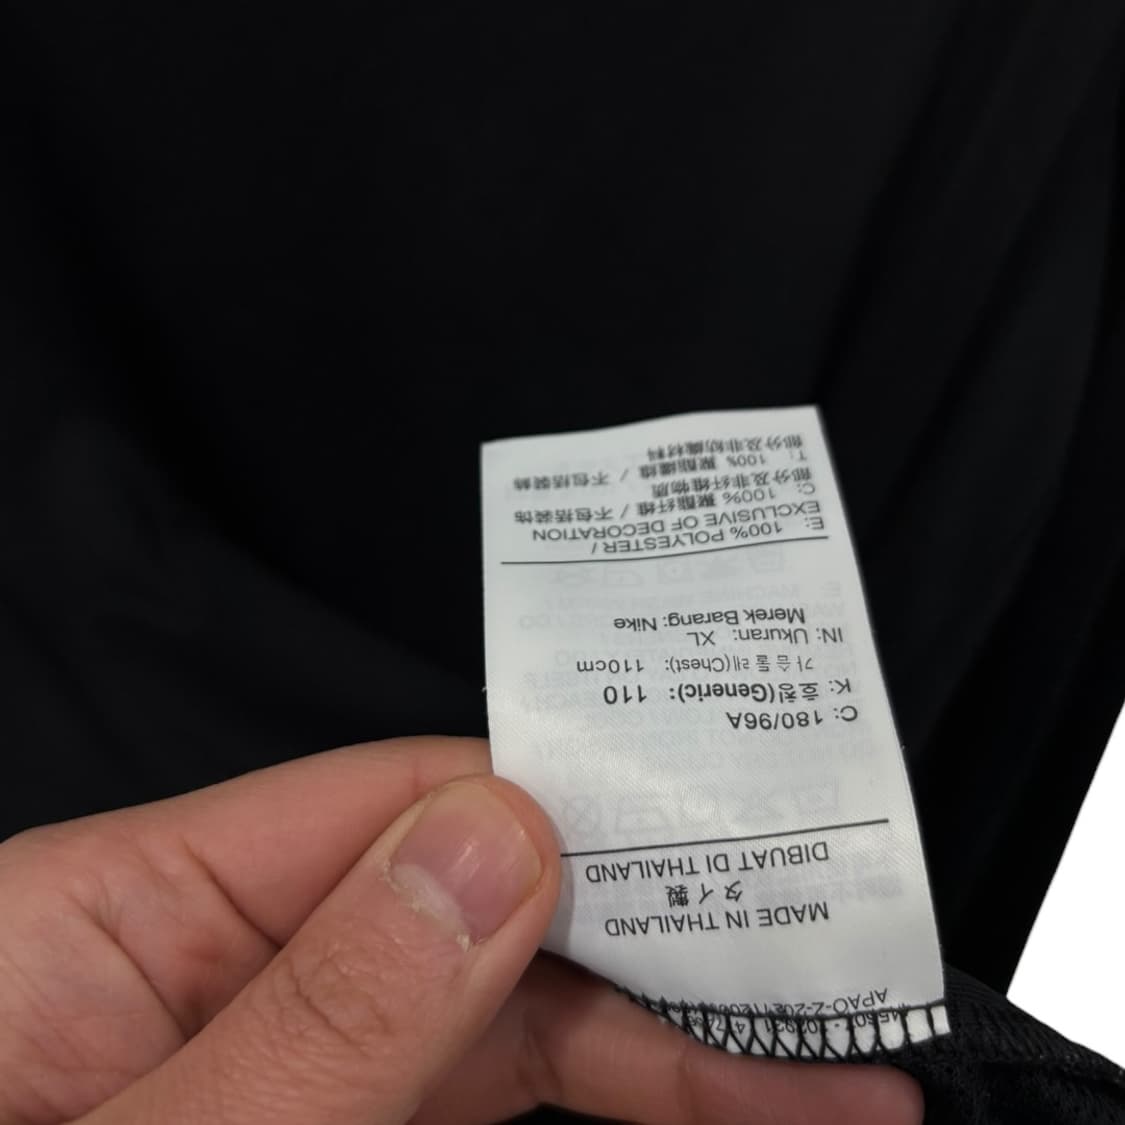 MADE IN THAILAND
タイ製
DIBUAT DI THAILAND
C: 180/96A
K: 호칭(Generic): 110
가슴둘레(Chest): 110cm
IN: Ukuran: XL
Merek Barang: Nike
100% POLYESTER /
E: EXCLUSIVE OF DECORATION
100% 聚酯纤维 / 不包括装饰
C: 部分及非纤维物质
100% 聚酯纖維 / 不包括裝飾
T: 部分及非紡織材料